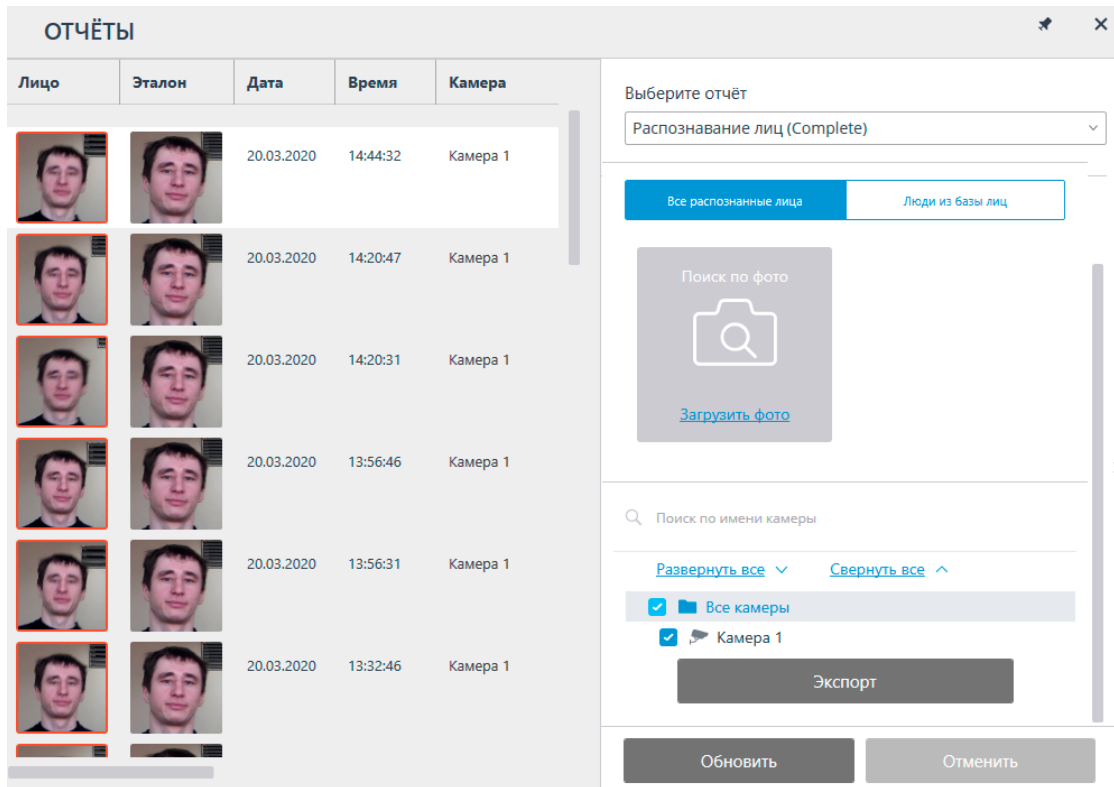 ОТЧЁТЫ
Лицо Эталон Дата Время Камера
20.03.2020 14:44:32 Камера 1
20.03.2020 14:20:47 Камера 1
20.03.2020 14:20:31 Камера 1
20.03.2020 13:56:46 Камера 1
20.03.2020 13:56:31 Камера 1
20.03.2020 13:32:46 Камера 1
Выберите отчёт
Распознавание лиц (Complete)
Все распознанные лица Люди из базы лиц
Поиск по фото
Загрузить фото
Поиск по имени камеры
Развернуть все Свернуть все
Все камеры
Камера 1
Экспорт
Обновить Отменить